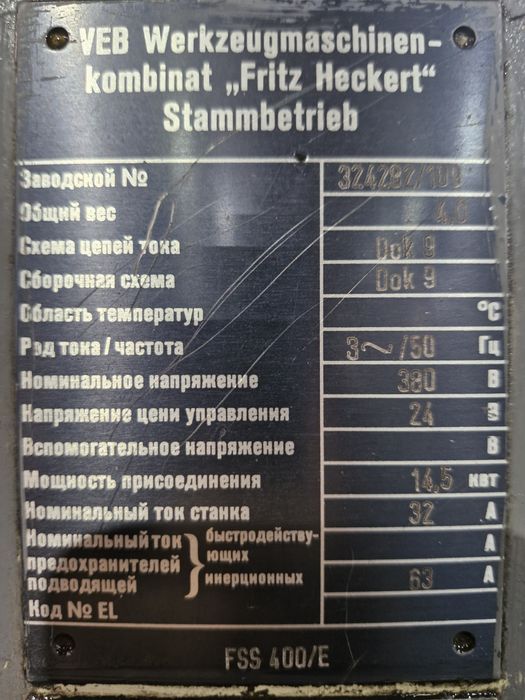 VEB Werkzeugmaschinen-
kombinat „Fritz Heckert“
Stammbetrieb
Заводской №
Общий вес 4,0
Схема цепей тока Dok 9
Сборочная схема Dok 9
Область температур °C
Род тока / частота 3~/50 Гц
Номинальное напряжение 380 В
Напряжение цепи управления 24 В
Вспомогательное напряжение В
Мощность присоединения 14,5 квт
Номинальный ток станка 32 А
Номинальный ток быстродейству-
ющих А
предохранителей
подводящей инерционных 63 А
Код № EL
FSS 400/E